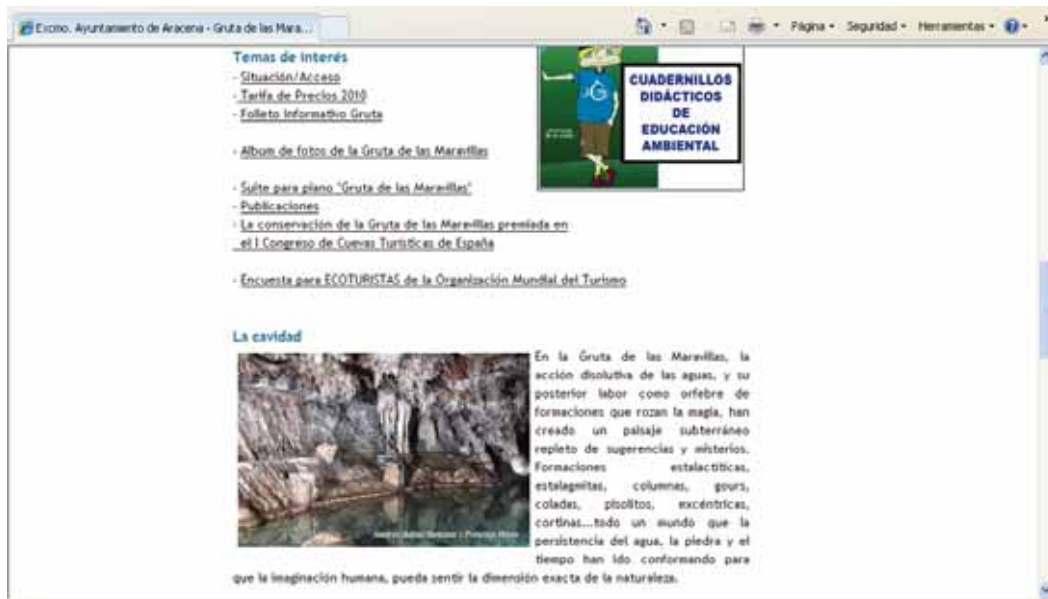 Excmo. Ayuntamiento de Aracena - Gruta de las Mara...
Página
Seguridad
Herramientas
Temas de Interés
- Situación/Acceso
- Tarifa de Precios 2010
- Folleto Informativo Gruta
- Album de fotos de la Gruta de las Maravillas
- Suite para plano "Gruta de las Maravillas"
- Publicaciones
- La conservación de la Gruta de las Maravillas premiada en
el I Congreso de Cuevas Turísticas de España
- Encuesta para ECOTURISTAS de la Organización Mundial del Turismo
CUADERNILLOS
DIDÁCTICOS
DE
EDUCACIÓN
AMBIENTAL
La cavidad
En la Gruta de las Maravillas, la
acción disolutiva de las aguas, y su
posterior labor como orfebre de
formaciones que rozan la magia, han
creado un paisaje subterráneo
repleto de sugerencias y misterios.
Formaciones estalactíticas,
estalagmitas, columnas, gours,
coladas, pisolitos, excéntricas,
cortinas...todo un mundo que la
persistencia del agua, la piedra y el
tiempo han ido conformando para
que la imaginación humana, pueda sentir la dimensión exacta de la naturaleza.